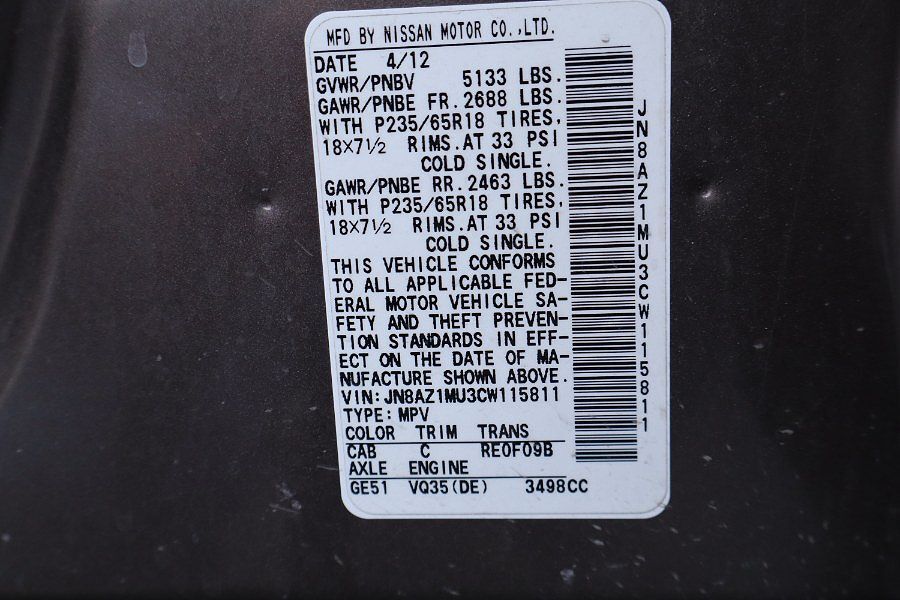 MFD BY NISSAN MOTOR CO.,LTD.
DATE 4/12
GVWR/PNBV 5133 LBS.
GAWR/PNBE FR. 2688 LBS.
WITH P235/65R18 TIRES,
18×7½ RIMS. AT 33 PSI
COLD SINGLE.
GAWR/PNBE RR. 2463 LBS.
WITH P235/65R18 TIRES,
18×7½ RIMS. AT 33 PSI
COLD SINGLE.
THIS VEHICLE CONFORMS
TO ALL APPLICABLE FED-
ERAL MOTOR VEHICLE SA-
FETY AND THEFT PREVEN-
TION STANDARDS IN EFF-
ECT ON THE DATE OF MA-
NUFACTURE SHOWN ABOVE.
VIN: JN8AZ1MU3CW115811
TYPE: MPV
COLOR TRIM TRANS
CAB C RE0F09B
AXLE ENGINE
GE51 VQ35(DE) 3498CC
JN8AZ1MU3CW115811